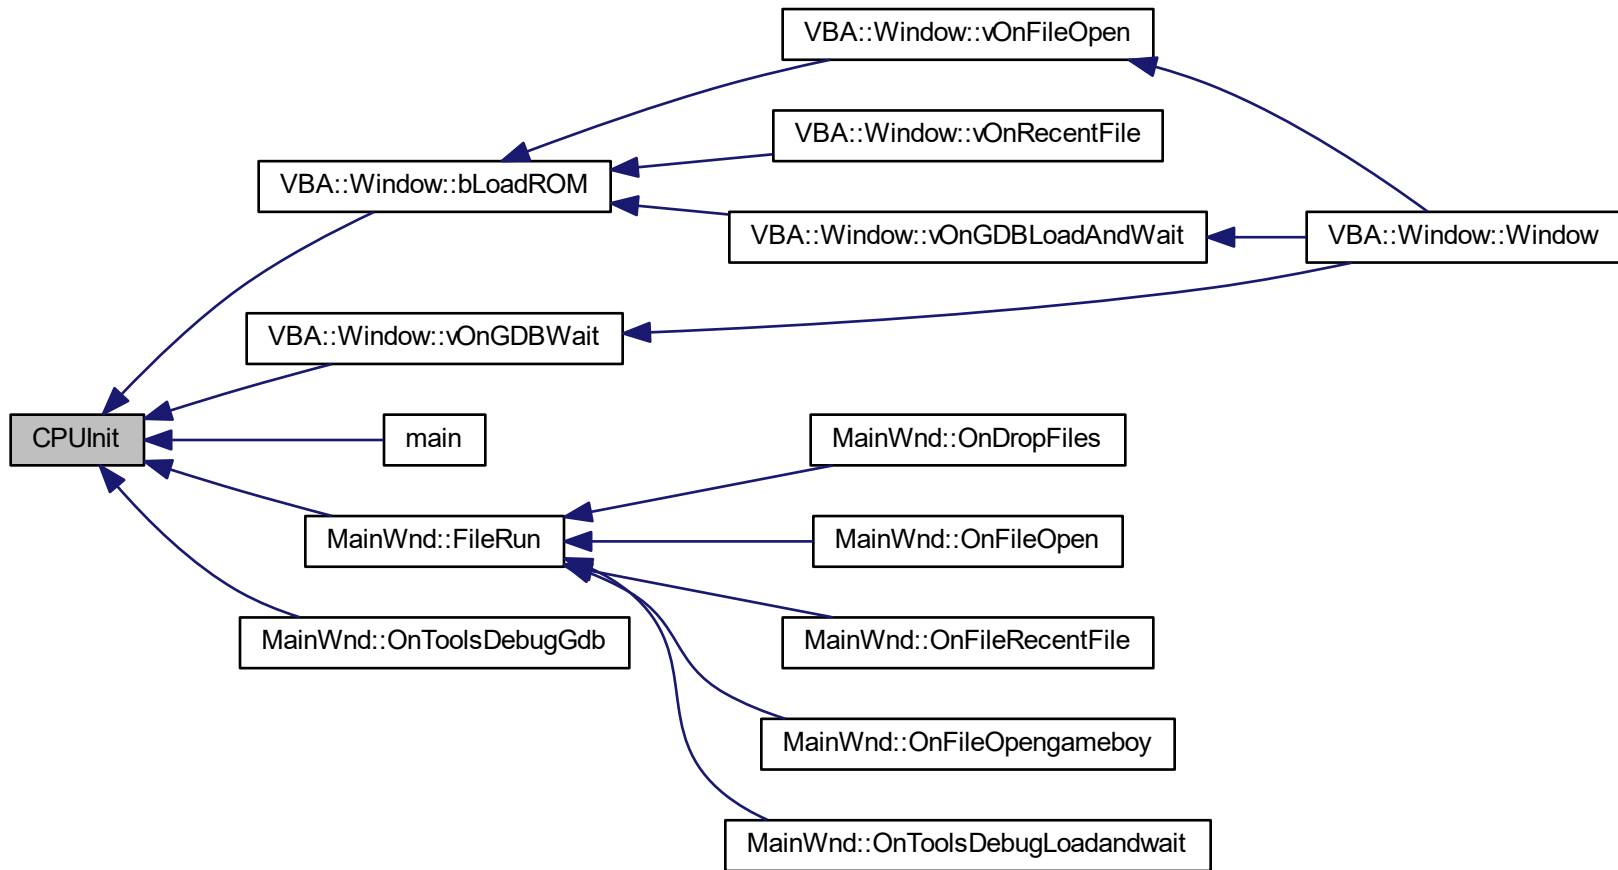 VBA::Window::vOnFileOpen
VBA::Window::vOnRecentFile
VBA::Window::bLoadROM
VBA::Window::vOnGDBLoadAndWait
VBA::Window::Window
VBA::Window::vOnGDBWait
CPUInit
main
MainWnd::OnDropFiles
MainWnd::FileRun
MainWnd::OnFileOpen
MainWnd::OnToolsDebugGdb
MainWnd::OnFileRecentFile
MainWnd::OnFileOpengameboy
MainWnd::OnToolsDebugLoadandwait